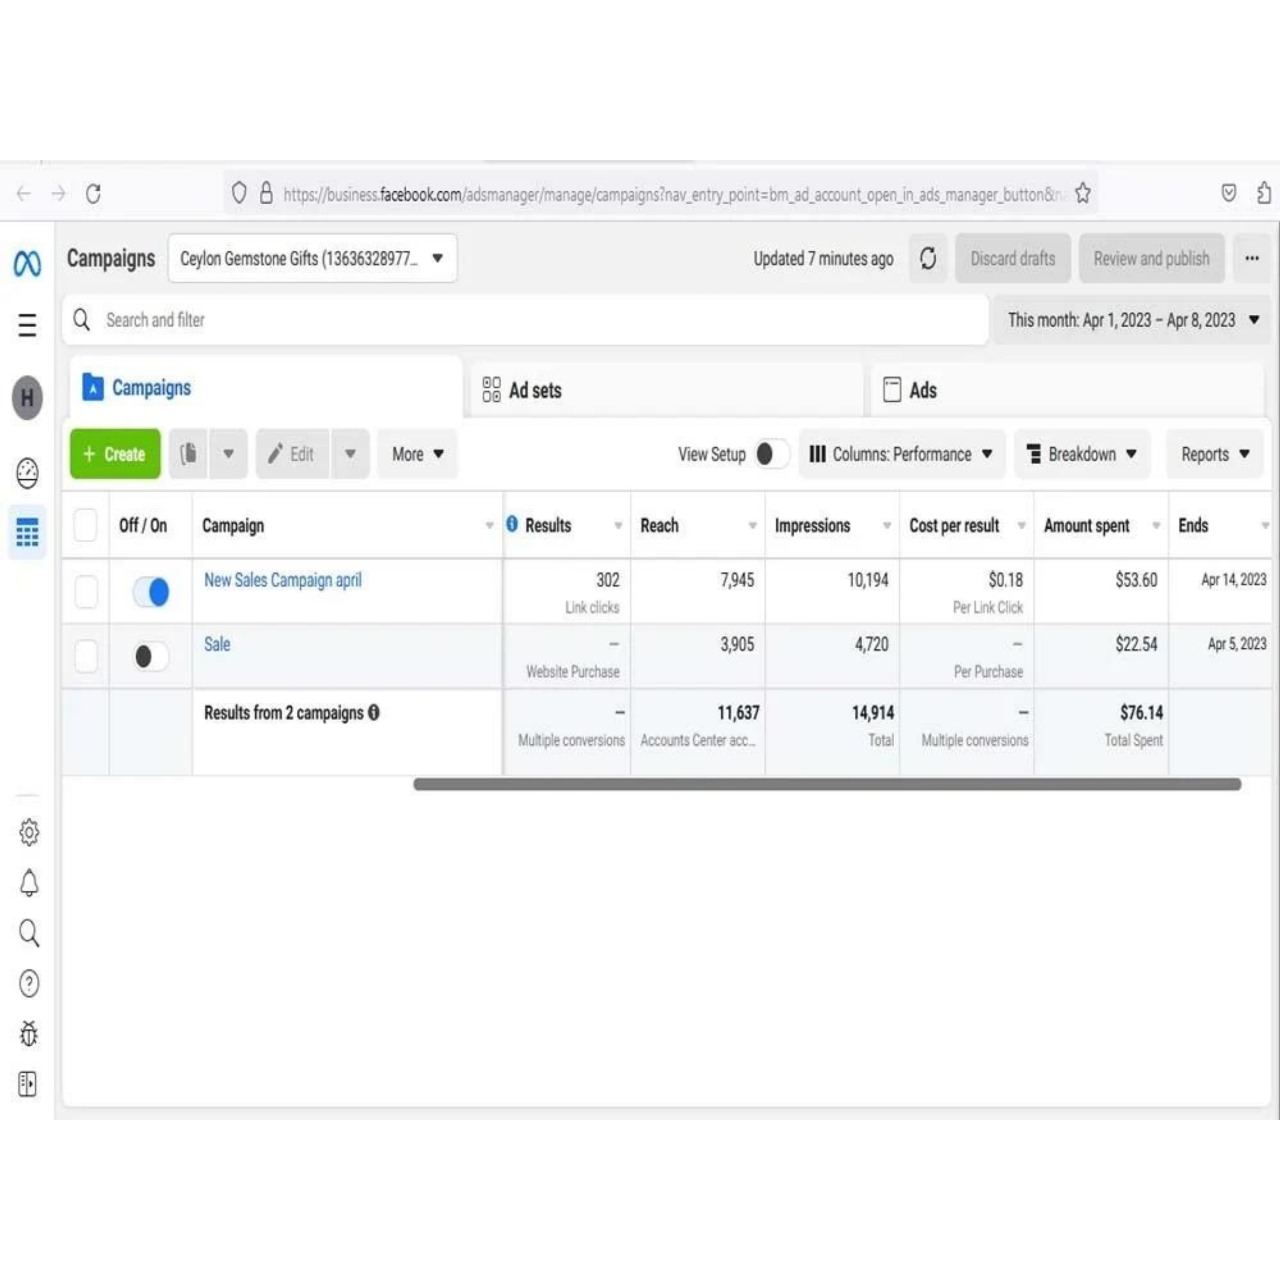 https://business.facebook.com/adsmanager/manage/campaigns?nav_entry_point=bm_ad_account_open_in_ads_manager_button&n
Campaigns Ceylon Gemstone Gifts (13636328977... Updated 7 minutes ago Discard drafts Review and publish ...
Search and filter This month: Apr 1, 2023 – Apr 8, 2023
H
Campaigns Ad sets Ads
+ Create Edit More View Setup Columns: Performance Breakdown Reports
Off / On Campaign Results Reach Impressions Cost per result Amount spent Ends
New Sales Campaign april 302 7,945 10,194 $0.18 $53.60 Apr 14, 2023
Link clicks Per Link Click
Sale — 3,905 4,720 — $22.54 Apr 5, 2023
Website Purchase Per Purchase
Results from 2 campaigns — 11,637 14,914 — $76.14
Multiple conversions Accounts Center acc... Total Multiple conversions Total Spent